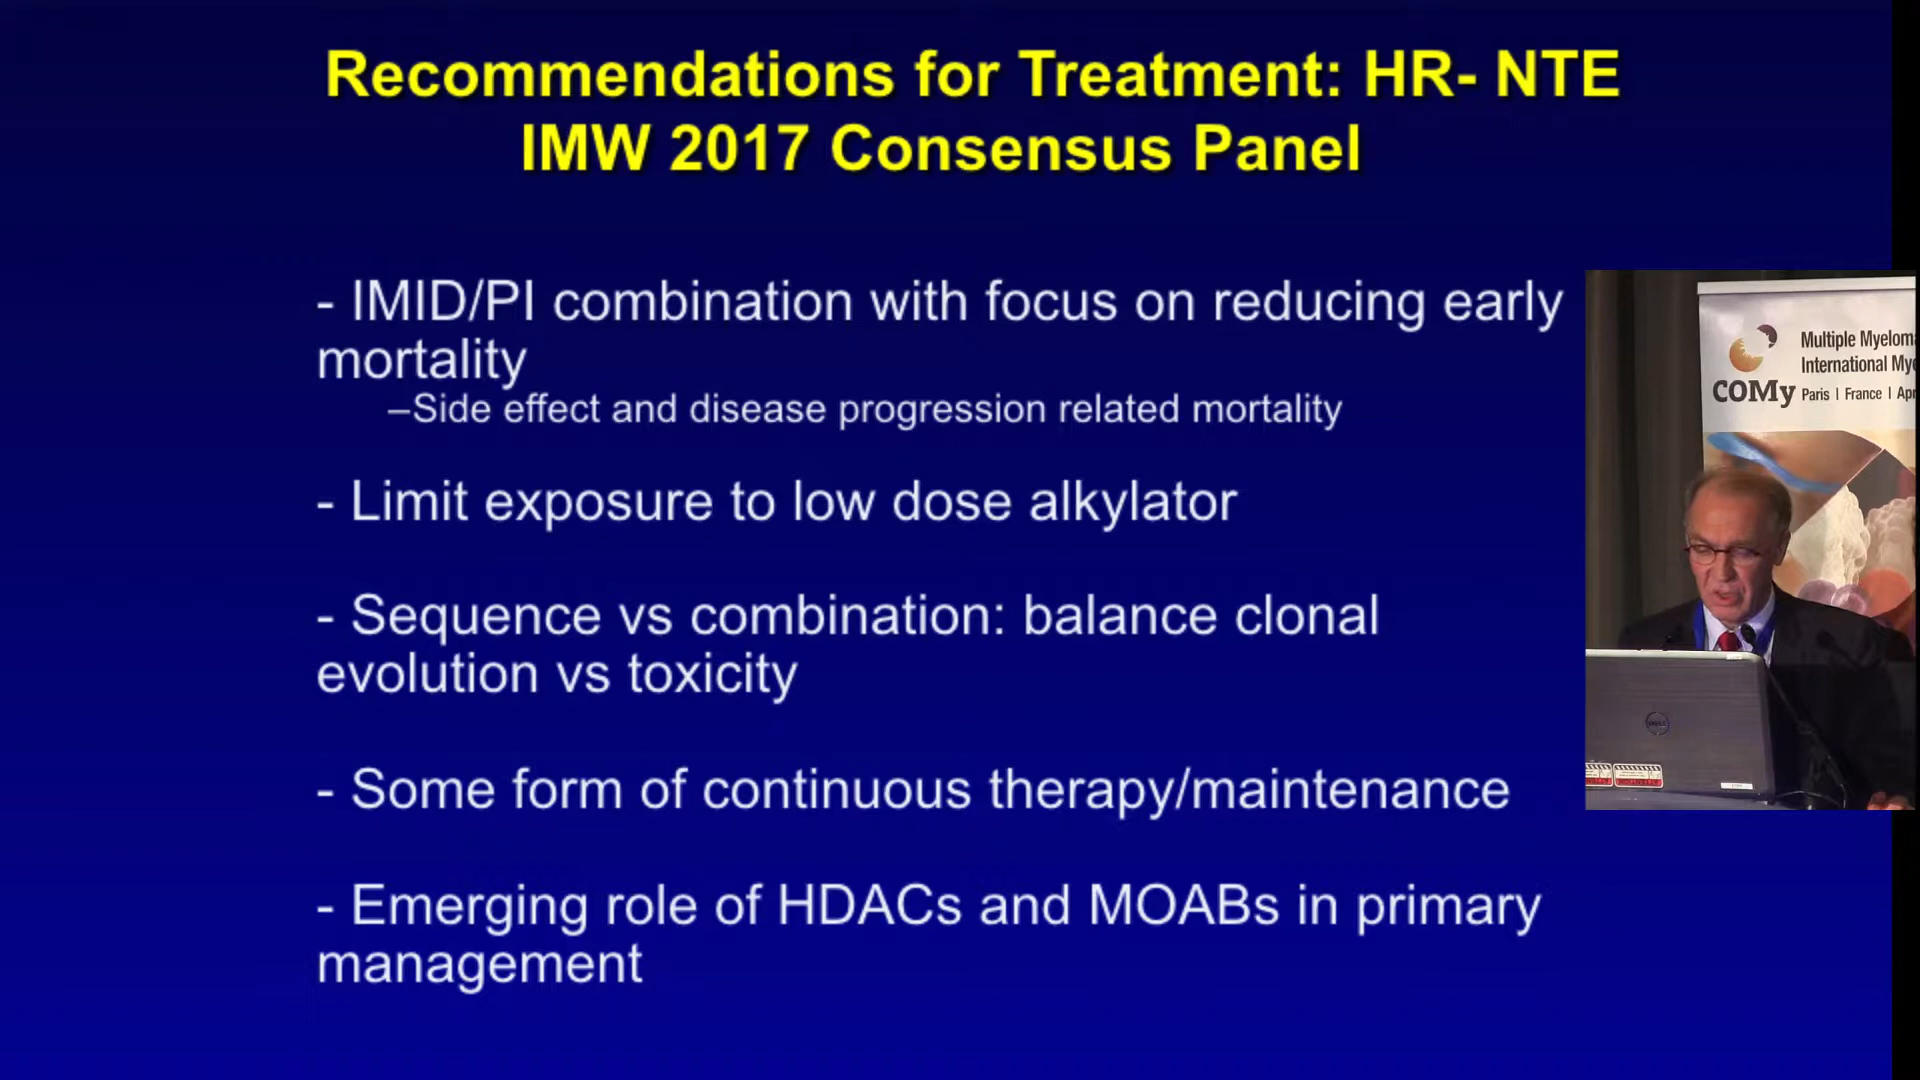 Recommendations for Treatment: HR- NTE
IMW 2017 Consensus Panel
- IMID/PI combination with focus on reducing early
mortality
–Side effect and disease progression related mortality
- Limit exposure to low dose alkylator
- Sequence vs combination: balance clonal
evolution vs toxicity
- Some form of continuous therapy/maintenance
- Emerging role of HDACs and MOABs in primary
management
Multiple Myelom
International Mye
COMy
Paris | France | Apr
DELL